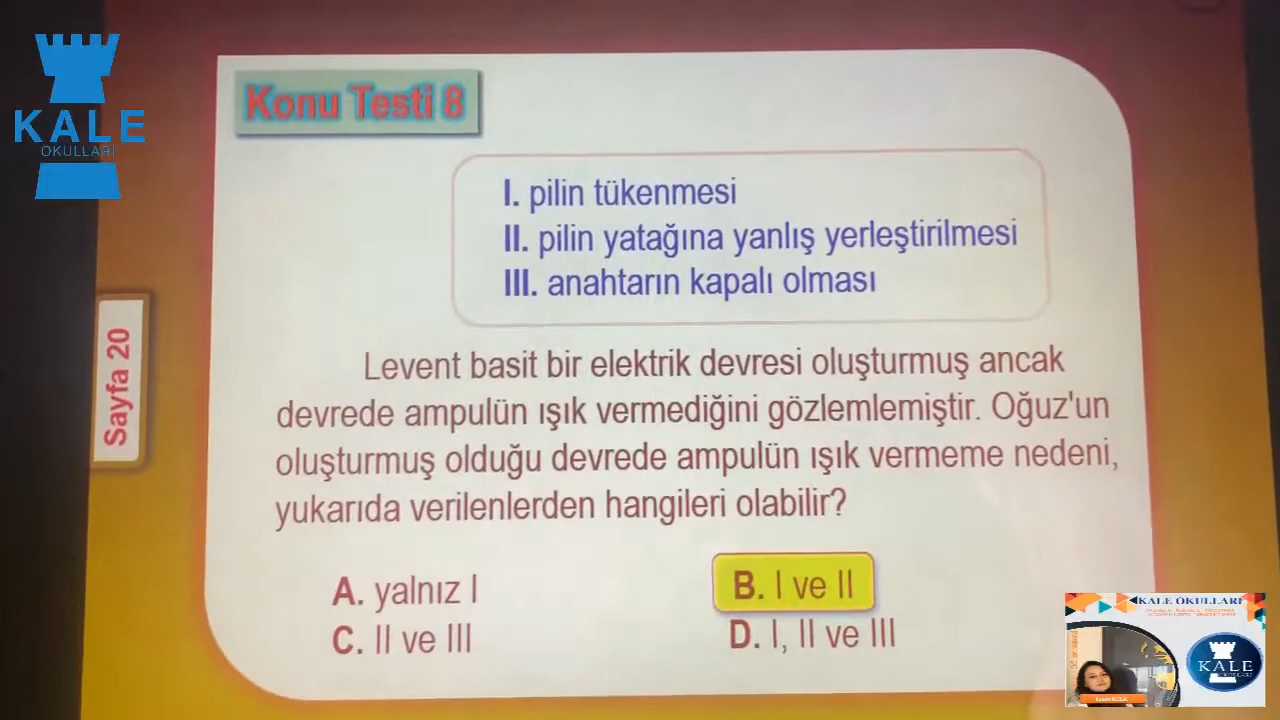 KALE
OKULLARI
Konu Testi 8
I. pilin tükenmesi
II. pilin yatağına yanlış yerleştirilmesi
III. anahtarın kapalı olması
Sayfa 20
Levent basit bir elektrik devresi oluşturmuş ancak
devrede ampulün ışık vermediğini gözlemlemiştir. Oğuz'un
oluşturmuş olduğu devrede ampulün ışık vermeme nedeni,
yukarıda verilenlerden hangileri olabilir?
A. yalnız I
B. I ve II
C. II ve III
D. I, II ve III
KALE OKULLARI
KALE